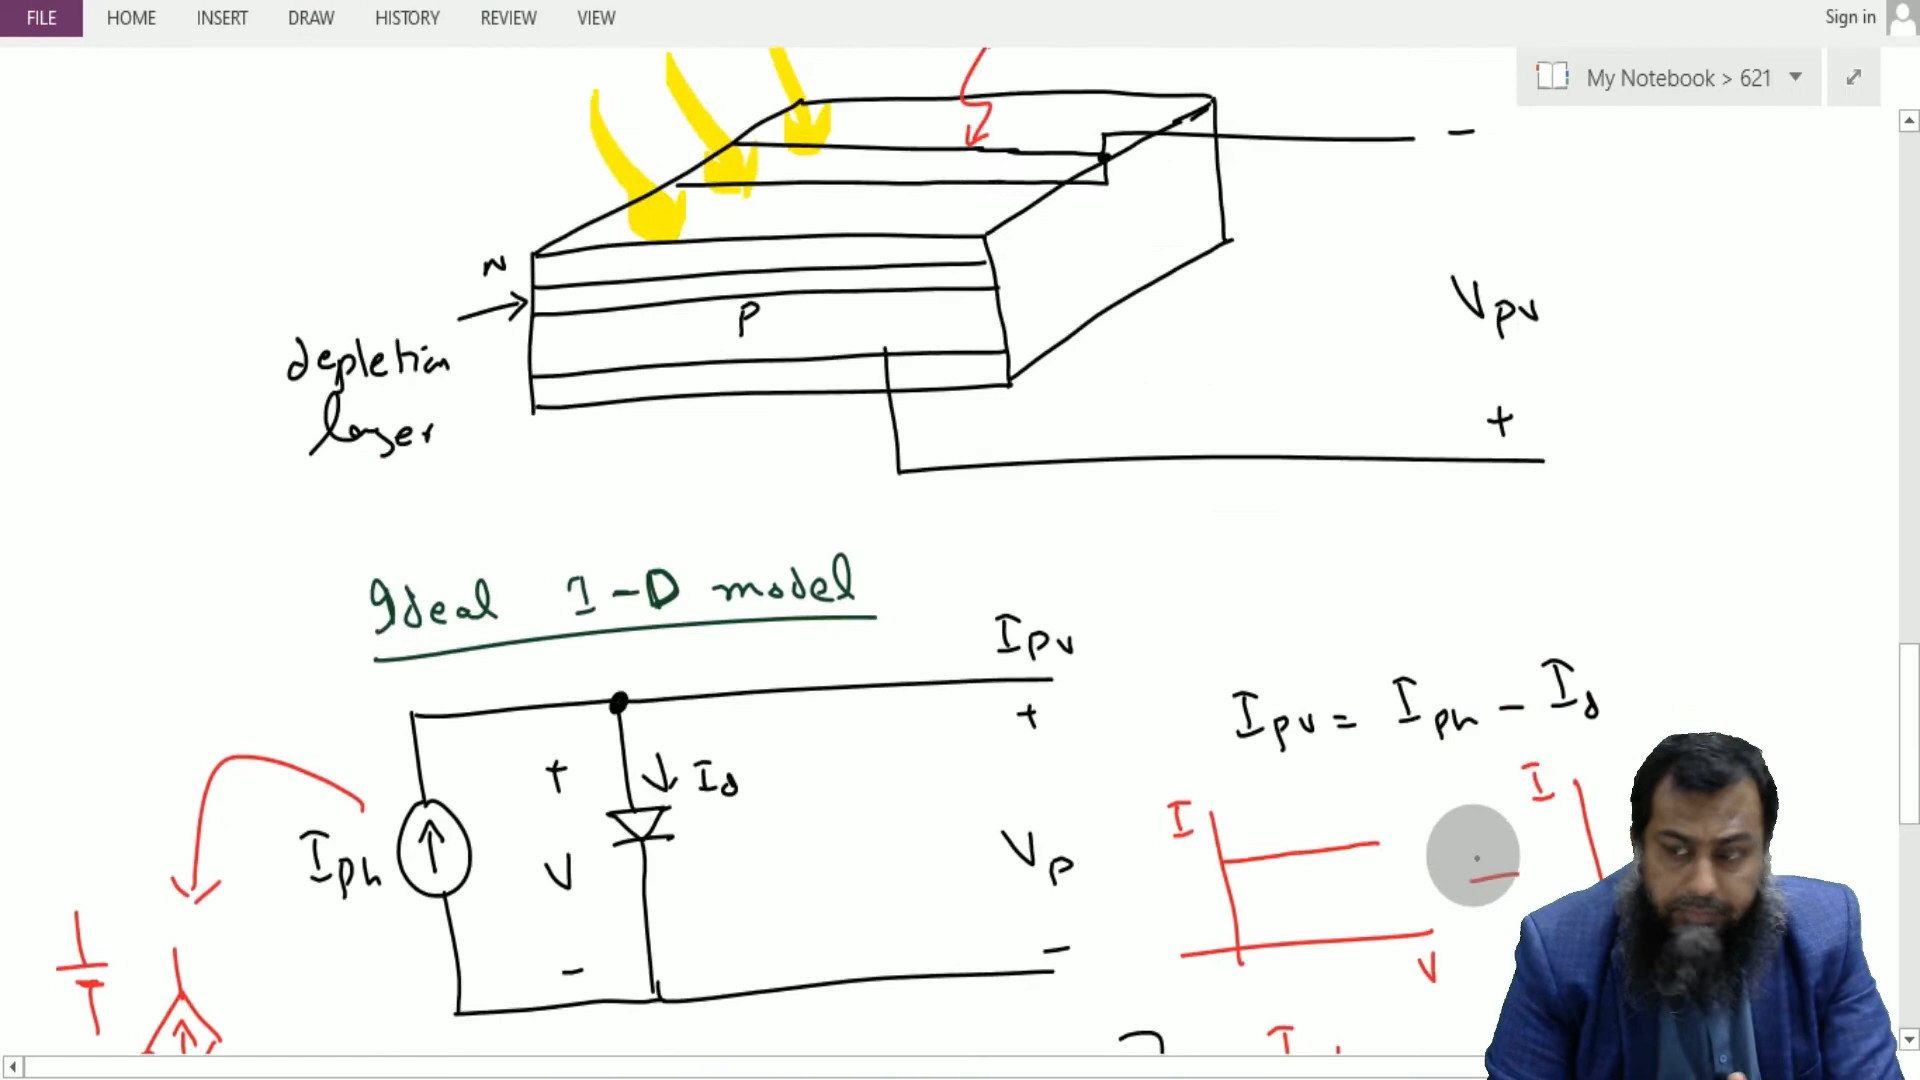 FILE HOME INSERT DRAW HISTORY REVIEW VIEW Sign in
My Notebook > 621
-
N
P
depletion
layer
Vpv
+
Ideal 1-D model
Ipv
+
Ipv = Iph - Id
+ Id
I
I
Iph
V
Vp
-
-
V
I